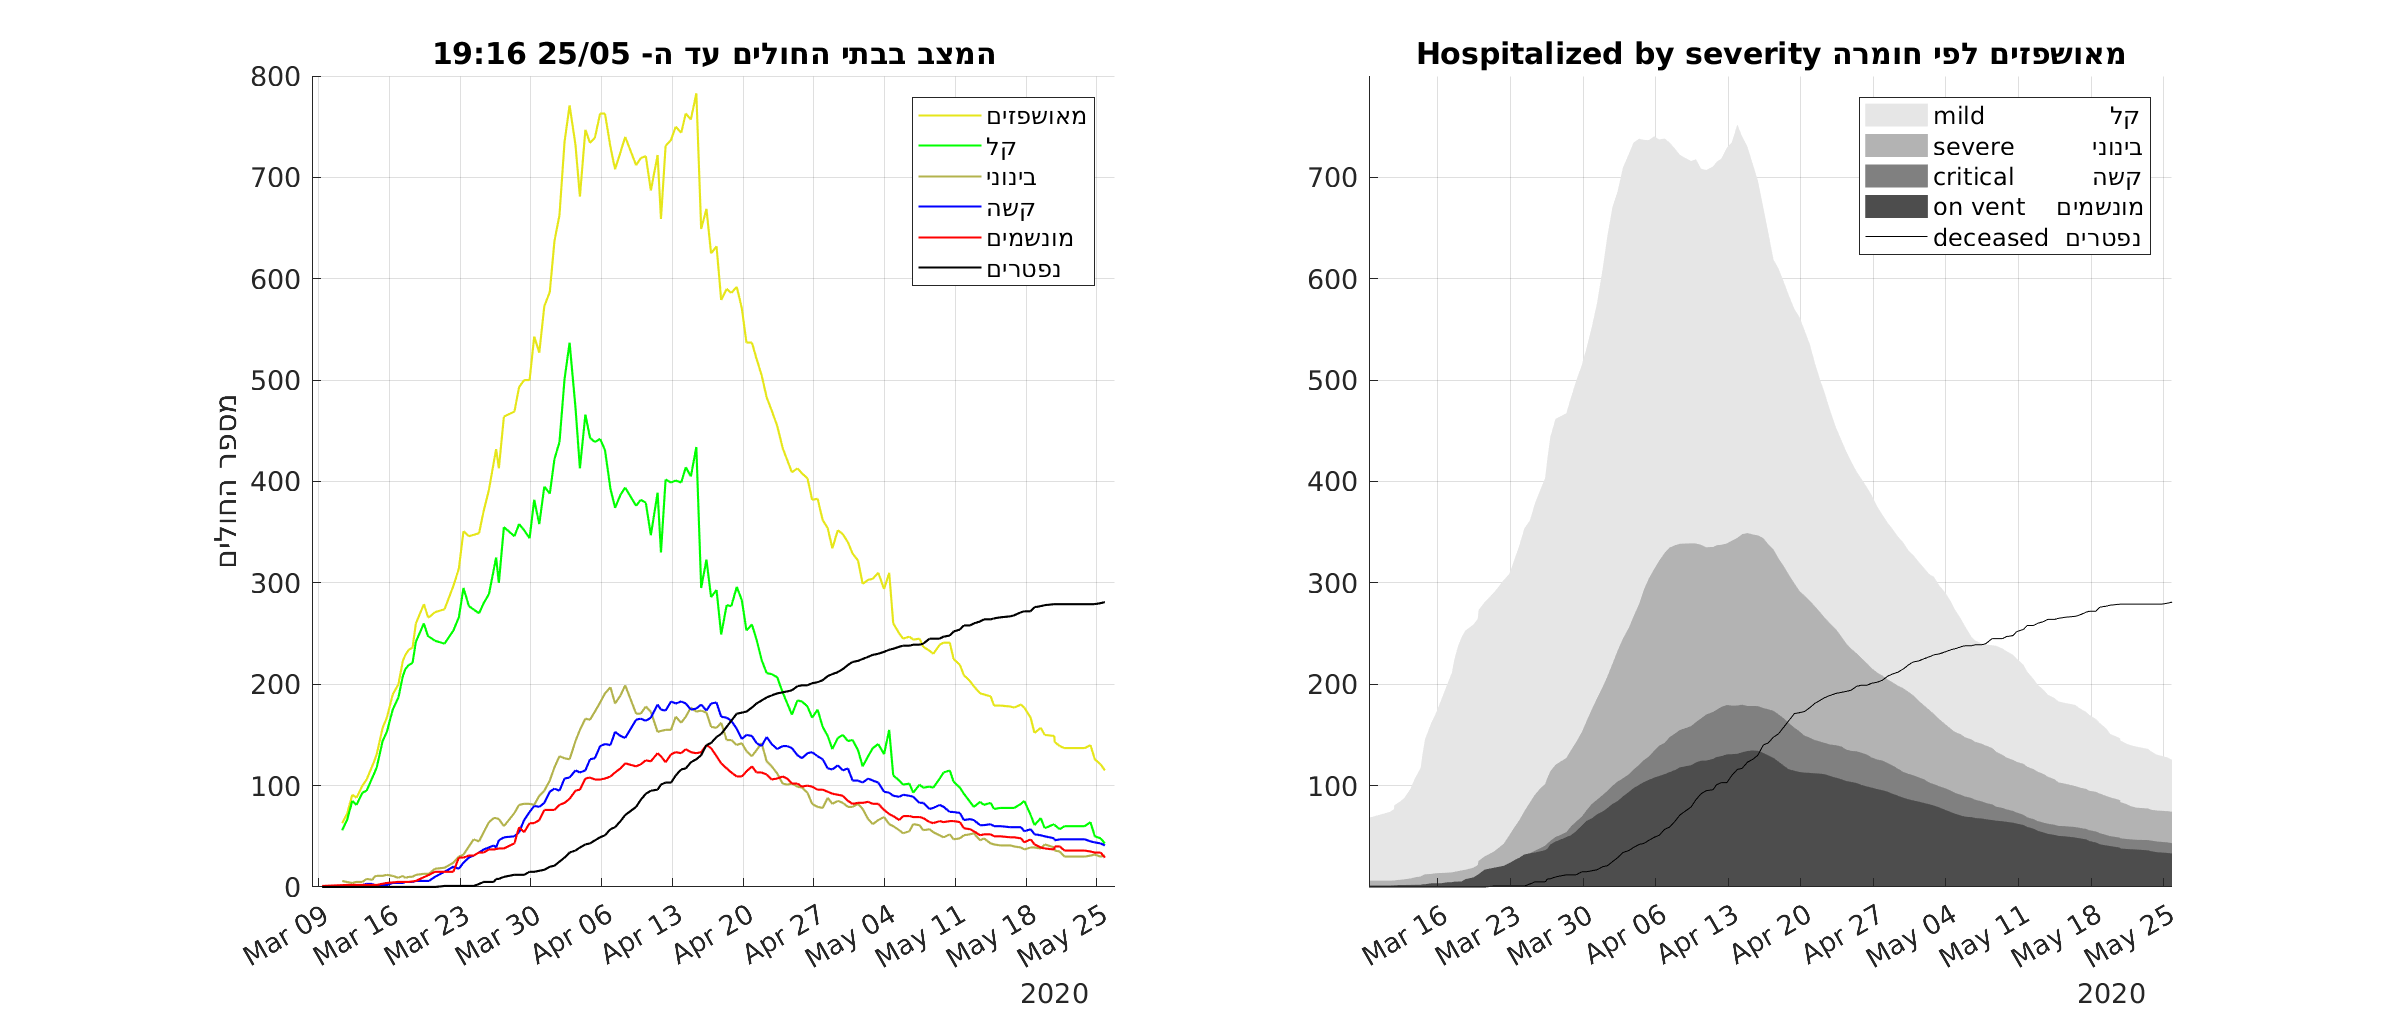 המצב בבתי החולים עד ה- 25/05 19:16
800
700
600
500
400
300
200
100
0
מספר החולים
מאושפזים
קל
בינוני
קשה
מונשמים
נפטרים
Mar 09
Mar 16
Mar 23
Mar 30
Apr 06
Apr 13
Apr 20
Apr 27
May 04
May 11
May 18
May 25
2020
Hospitalized by severity מאושפזים לפי חומרה
700
600
500
400
300
200
100
mild קל
severe בינוני
critical קשה
on vent מונשמים
deceased נפטרים
Mar 16
Mar 23
Mar 30
Apr 06
Apr 13
Apr 20
Apr 27
May 04
May 11
May 18
May 25
2020